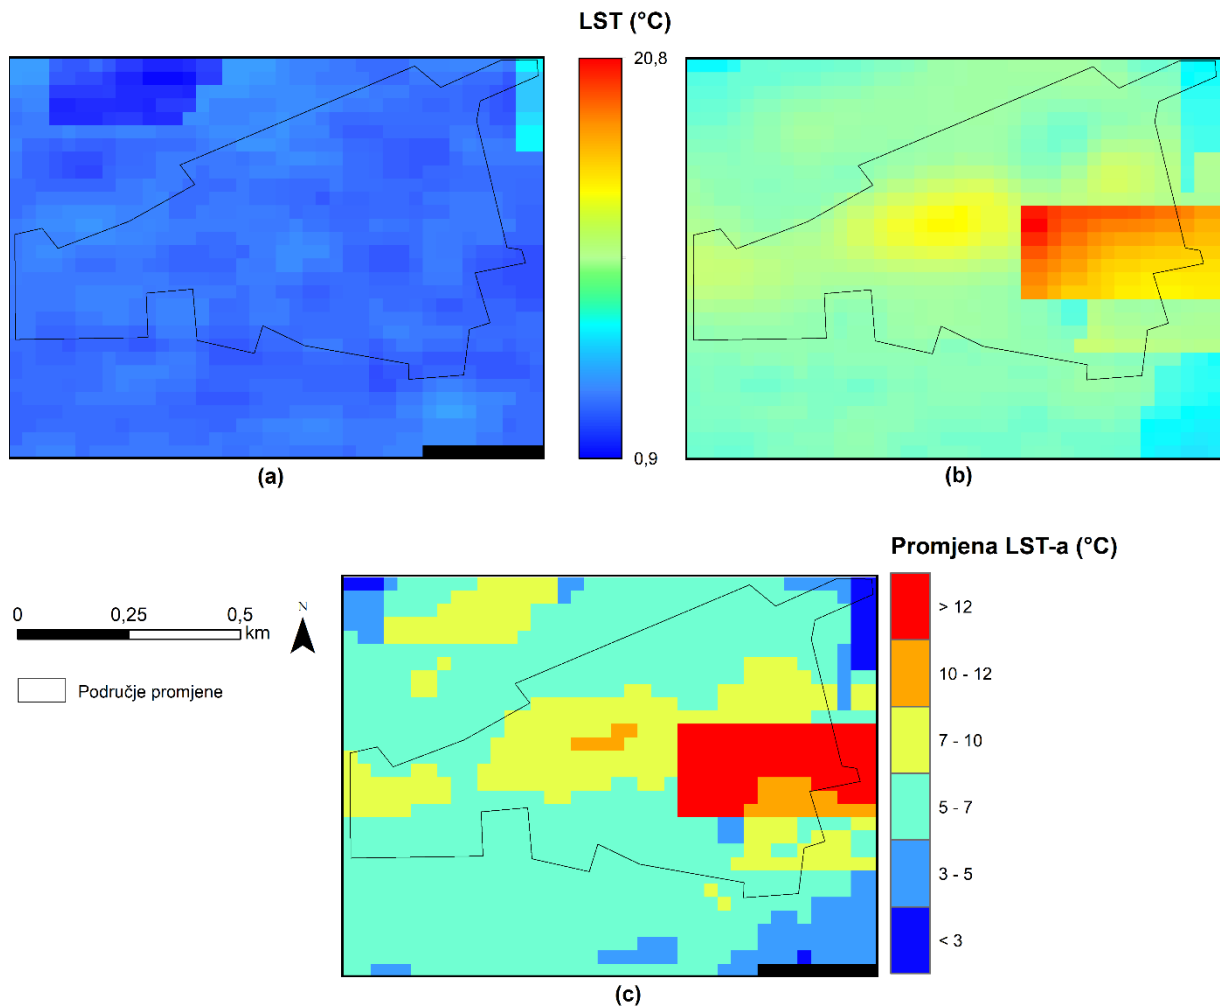 LST (°C)
20,8
0,9
(a)
(b)
Promjena LST-a (°C)
> 12
10 - 12
7 - 10
5 - 7
3 - 5
< 3
0
0,25
0,5
km
N
Područje promjene
(c)